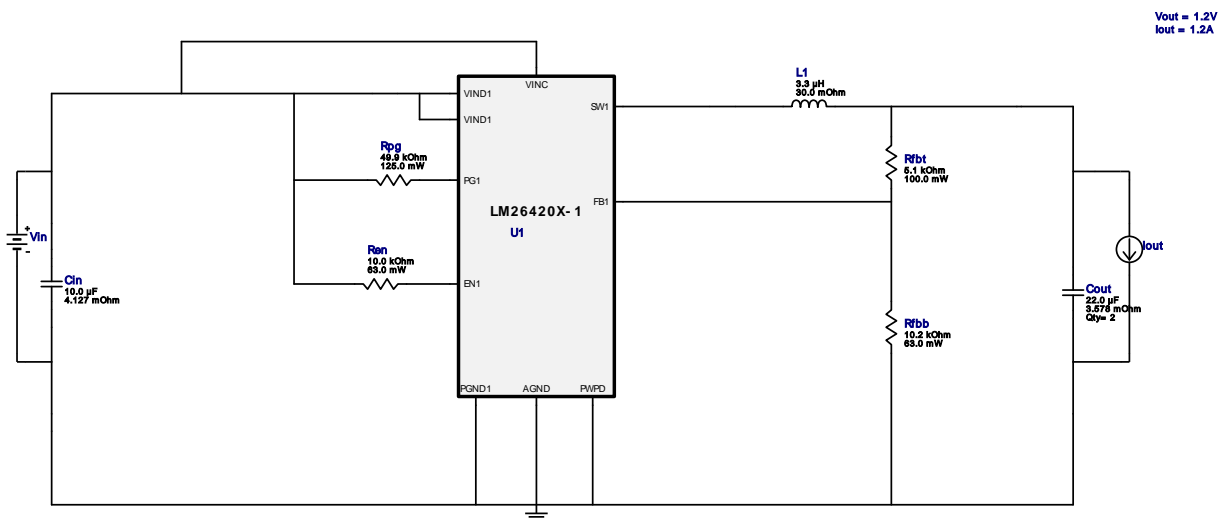 Vout = 1.2V
Iout = 1.2A
L1
3.3 µH
30.0 mOhm
VINC
VIND1
SW1
VIND1
Rpg
49.9 kOhm
125.0 mW
Rfbt
5.1 kOhm
100.0 mW
PG1
FB1
LM26420X-1
U1
Vin
+
-
Iout
Ren
10.0 kOhm
63.0 mW
EN1
Cin
10.0 µF
4.127 mOhm
Cout
22.0 µF
3.578 mOhm
Qty= 2
Rfbb
10.2 kOhm
63.0 mW
PGND1
AGND
PWPD